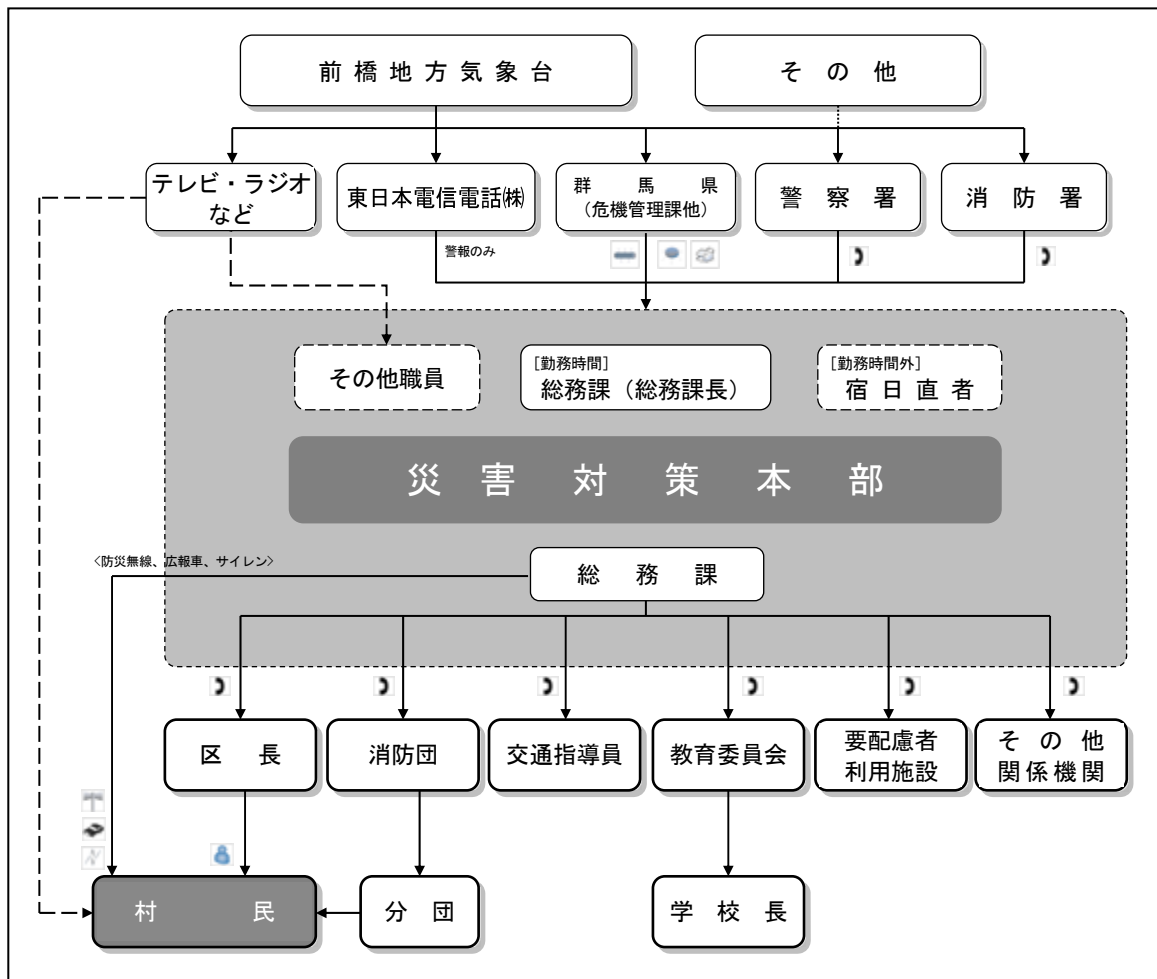 前橋地方気象台
その他
テレビ・ラジオ
など
東日本電信電話㈱
群馬県
（危機管理課他）
警察署
消防署
警報のみ
その他職員
［勤務時間］
総務課（総務課長）
［勤務時間外］
宿日直者
災害対策本部
〈防災無線、広報車、サイレン〉
総務課
区長
消防団
交通指導員
教育委員会
要配慮者
利用施設
その他
関係機関
村民
分団
学校長